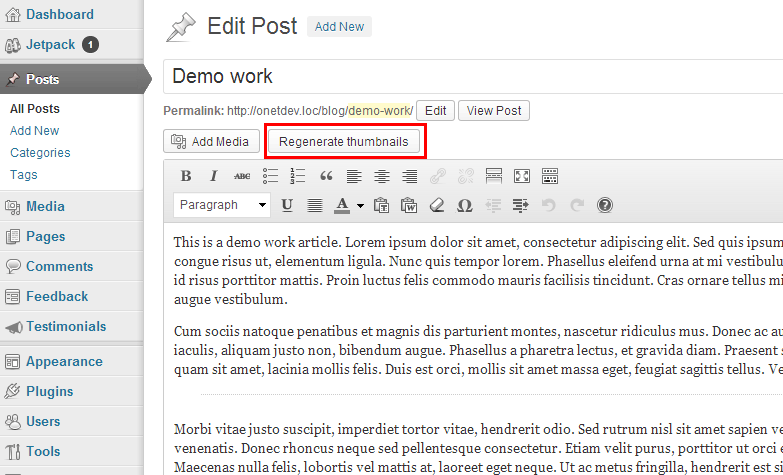 Dashboard
Jetpack 1
Posts
All Posts
Add New
Categories
Tags
Media
Pages
Comments
Feedback
Testimonials
Appearance
Plugins
Users
Tools
Edit Post Add New
Demo work
Permalink: http://onetdev.loc/blog/demo-work/ Edit View Post
Add Media Regenerate thumbnails
B I ABC
Paragraph U A
This is a demo work article. Lorem ipsum dolor sit amet, consectetur adipiscing elit. Sed quis ipsum
congue risus ut, elementum ligula. Nunc quis tempor lorem. Phasellus eleifend urna at mi vestibulu
id risus porttitor mattis. Proin luctus felis commodo mauris facilisis tincidunt. Cras ornare tellus mi
augue vestibulum.
Cum sociis natoque penatibus et magnis dis parturient montes, nascetur ridiculus mus. Donec ac au
iaculis, aliquam justo non, bibendum augue. Phasellus a pharetra lectus, et gravida diam. Praesent s
quam sit amet, lacinia mollis felis. Duis est orci, mollis sit amet massa eget, feugiat sagittis tellus. Ve
Morbi vitae justo suscipit, imperdiet tortor vitae, hendrerit odio. Sed rutrum nisl sit amet sapien ve
venenatis. Donec rhoncus neque sed pellentesque consectetur. Etiam velit purus, porttitor ut orci e
Maecenas nulla felis, lobortis vel mattis at, laoreet eget neque. Ut ac metus fringilla, hendrerit est si